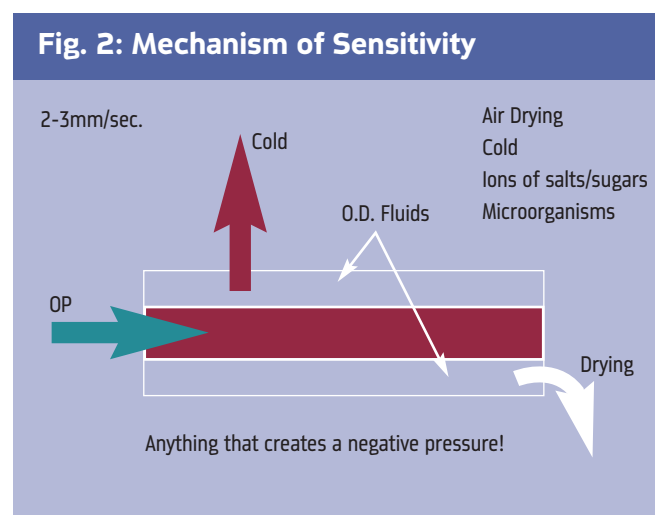 Fig. 2: Mechanism of Sensitivity
2-3mm/sec.
Cold
Air Drying
Cold
Ions of salts/sugars
Microorganisms
O.D. Fluids
OP
Drying
Anything that creates a negative pressure!